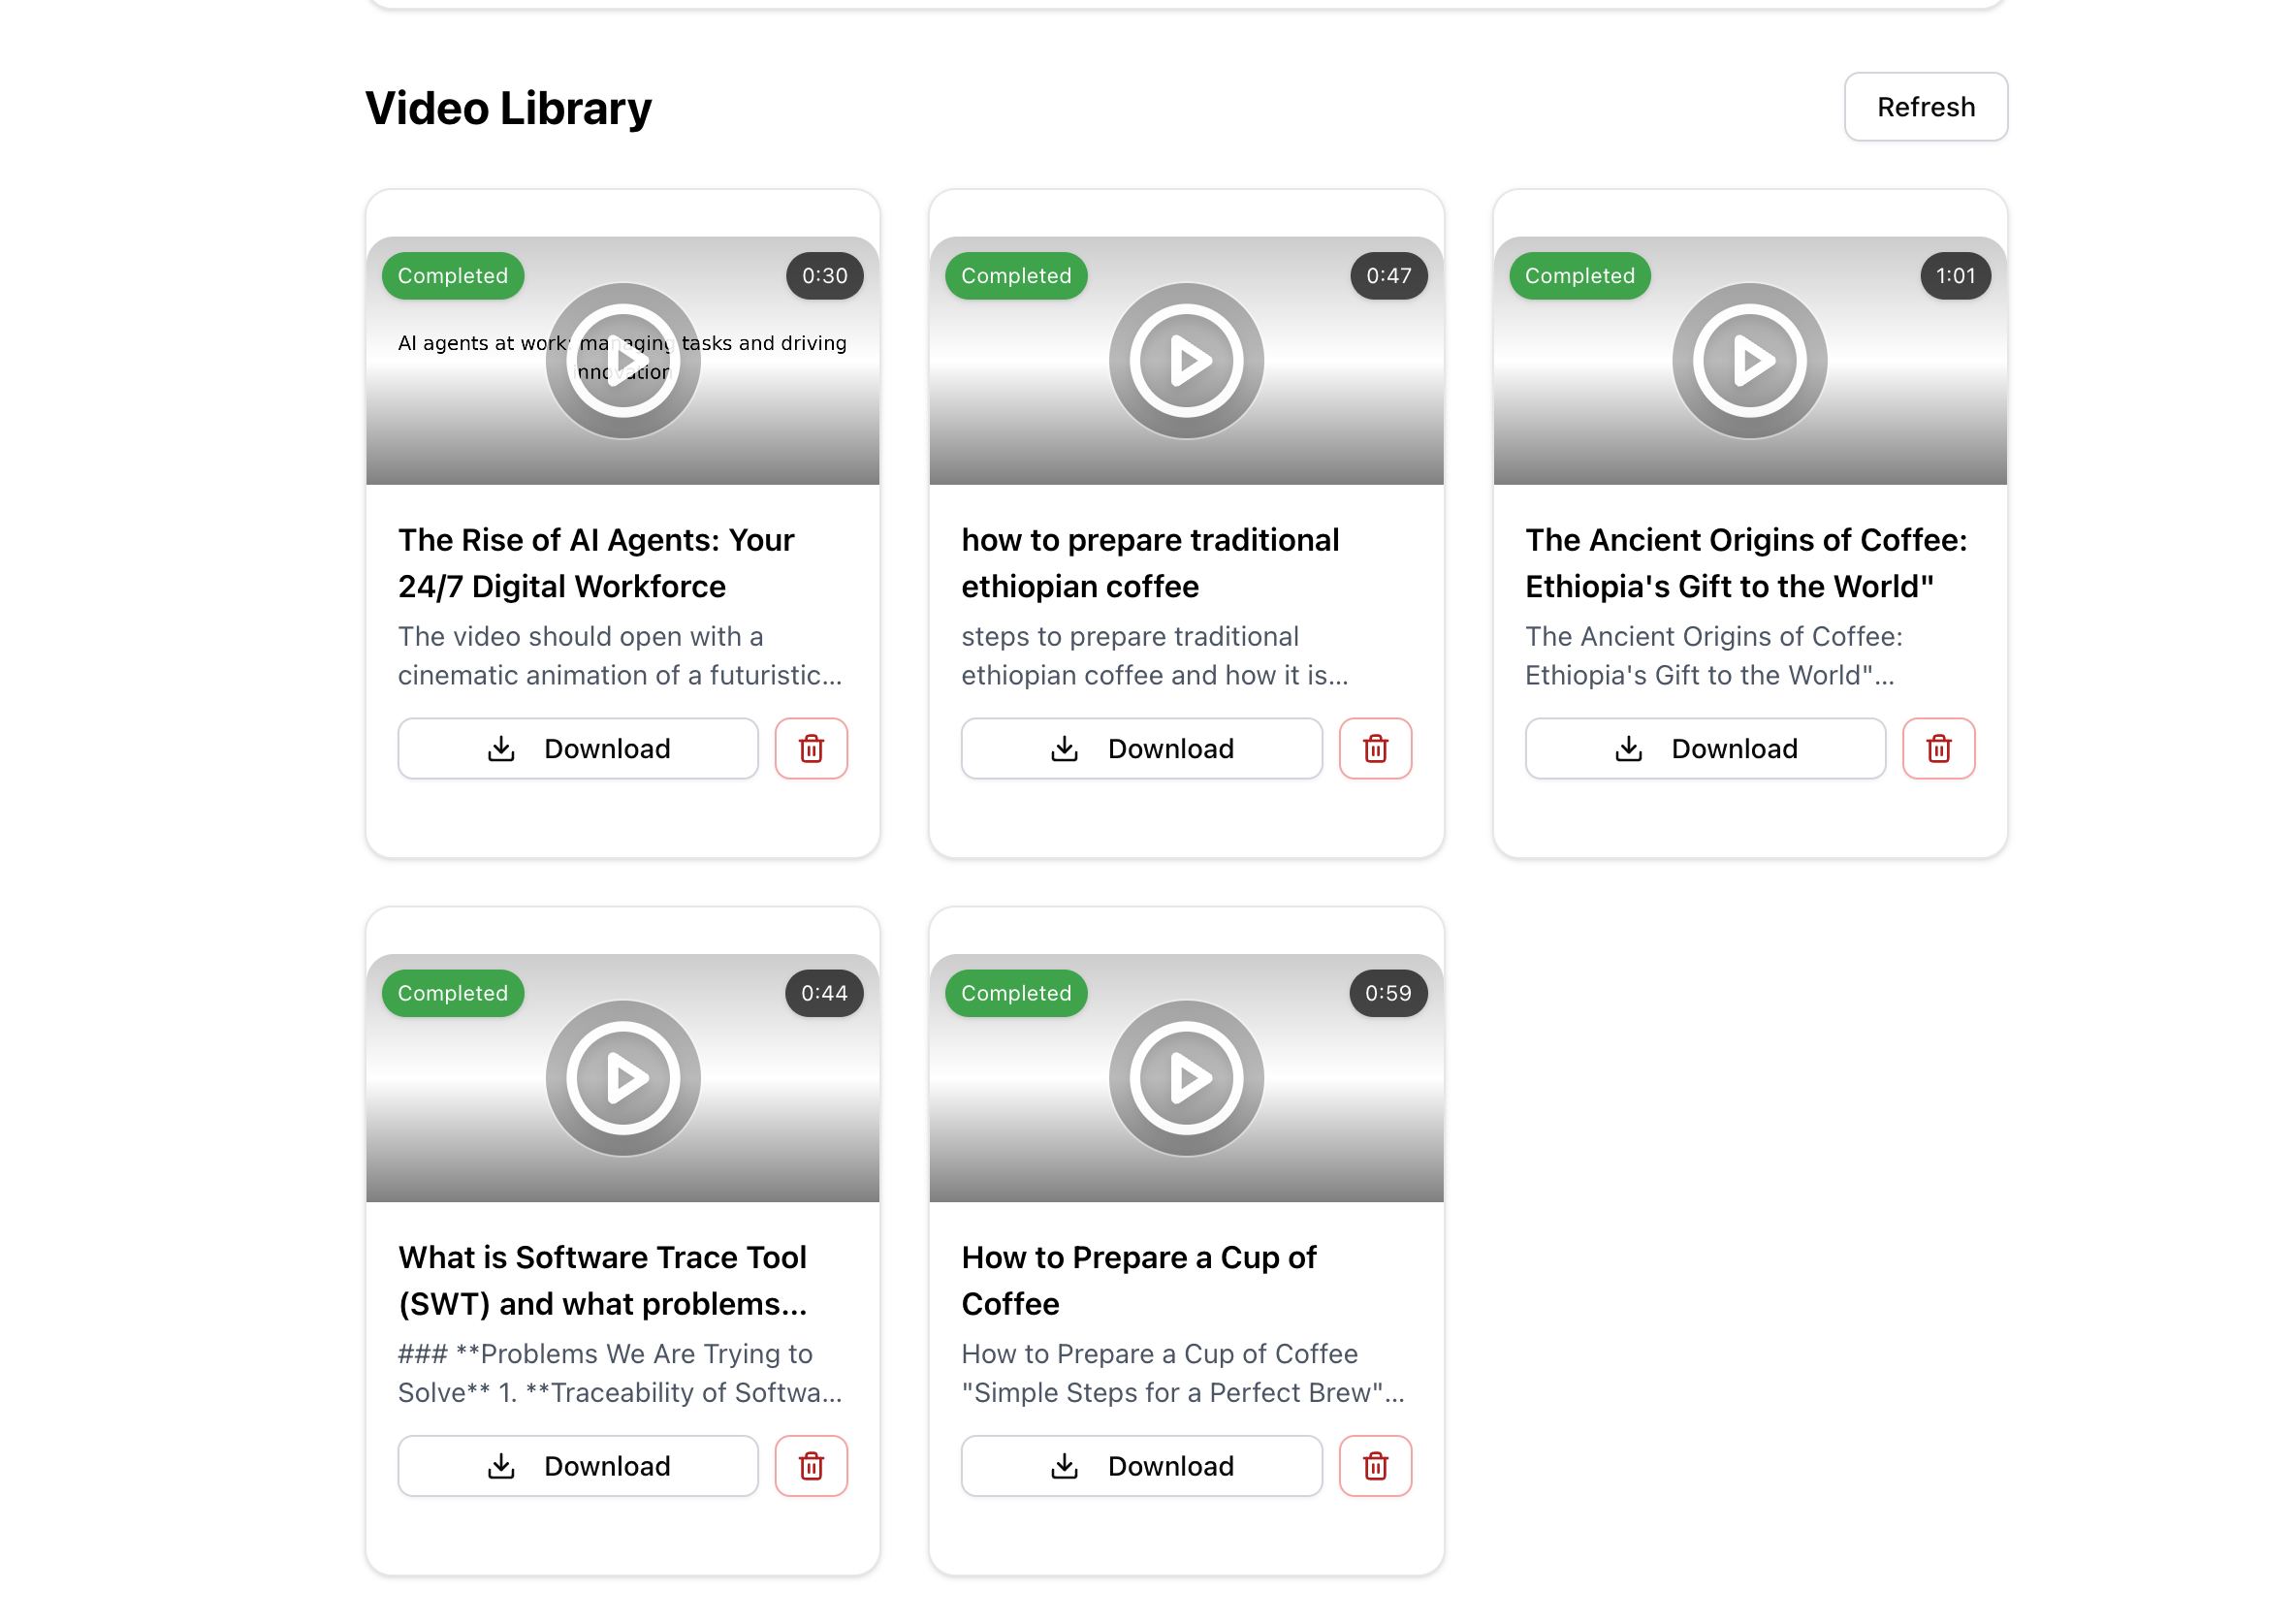 Video Library
Refresh
Completed
0:30
AI agents at work: managing tasks and driving
innovation
The Rise of AI Agents: Your
24/7 Digital Workforce
The video should open with a
cinematic animation of a futuristic...
Download
Completed
0:47
how to prepare traditional
ethiopian coffee
steps to prepare traditional
ethiopian coffee and how it is...
Download
Completed
1:01
The Ancient Origins of Coffee:
Ethiopia's Gift to the World"
The Ancient Origins of Coffee:
Ethiopia's Gift to the World"...
Download
Completed
0:44
What is Software Trace Tool
(SWT) and what problems...
### **Problems We Are Trying to
Solve** 1. **Traceability of Softwa...
Download
Completed
0:59
How to Prepare a Cup of
Coffee
How to Prepare a Cup of Coffee
"Simple Steps for a Perfect Brew"...
Download